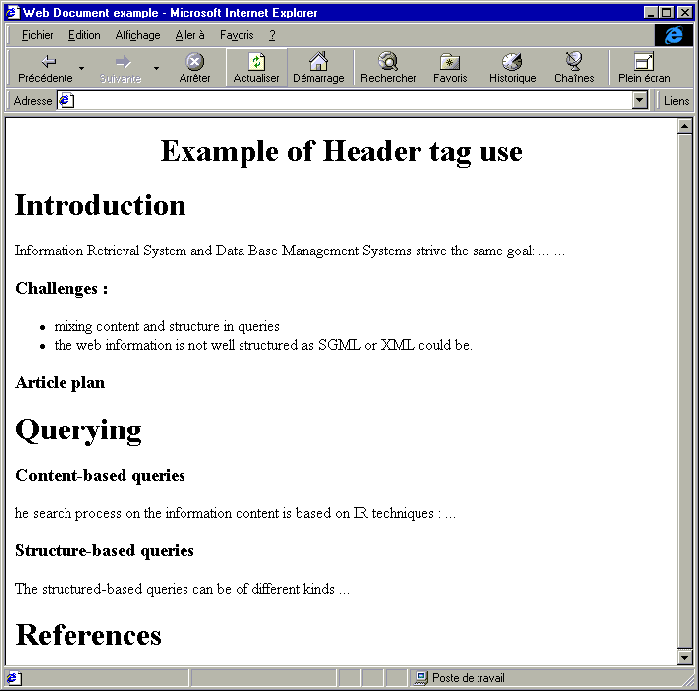 Web Document example - Microsoft Internet Explorer
Fichier Edition Affichage Aller à Favoris ?
Précédente Suivante Arrêter Actualiser Démarrage Rechercher Favoris Historique Chaînes Plein écran
Adresse Liens
Example of Header tag use
Introduction
Information Retrieval System and Data Base Management Systems strive the same goal: ... ...
Challenges :
• mixing content and structure in queries
• the web information is not well structured as SGML or XML could be.
Article plan
Querying
Content-based queries
he search process on the information content is based on IR techniques : ...
Structure-based queries
The structured-based queries can be of different kinds ...
References
Poste de travail